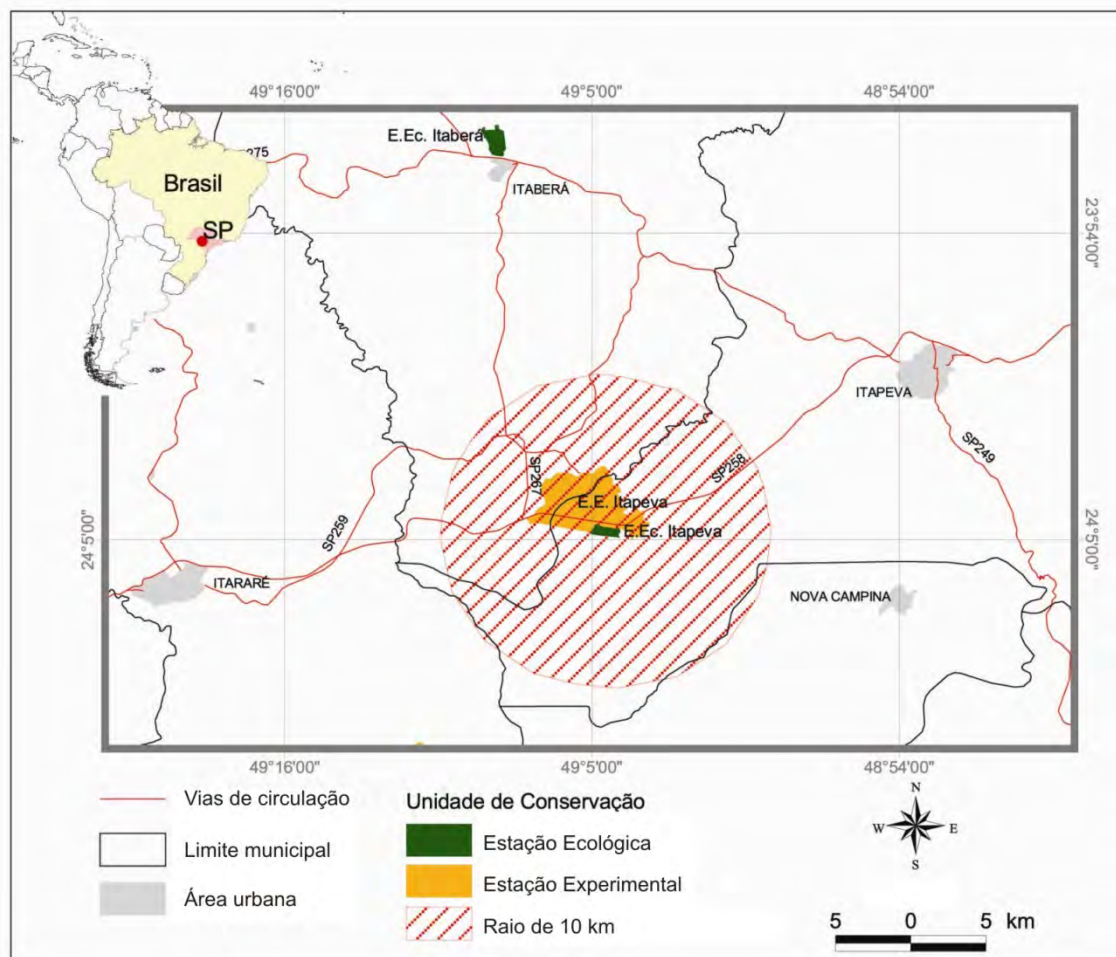 49°16'00" 49°5'00" 48°54'00"
E.Ec. Itaberá
275
Brasil
ITABERÁ
SP
23°54'00"
ITAPEVA
SP249
SP258
SP267
E.E. Itapeva
E.Ec. Itapeva
24°5'00" 24°5'00"
SP259
ITARARÉ
NOVA CAMPINA
49°16'00" 49°5'00" 48°54'00"
Vias de circulação
Limite municipal
Área urbana
Unidade de Conservação
Estação Ecológica
Estação Experimental
Raio de 10 km
N
W E
S
5 0 5 km